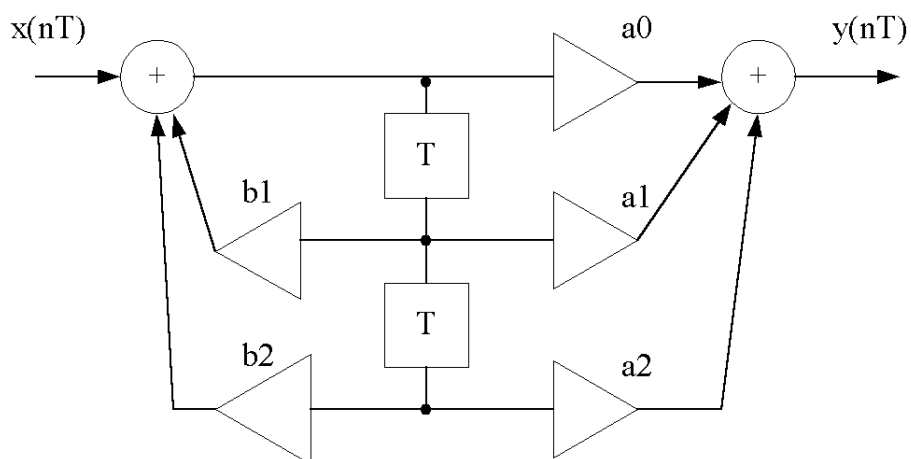 x(nT)
a0
y(nT)
+
+
T
b1
a1
T
b2
a2